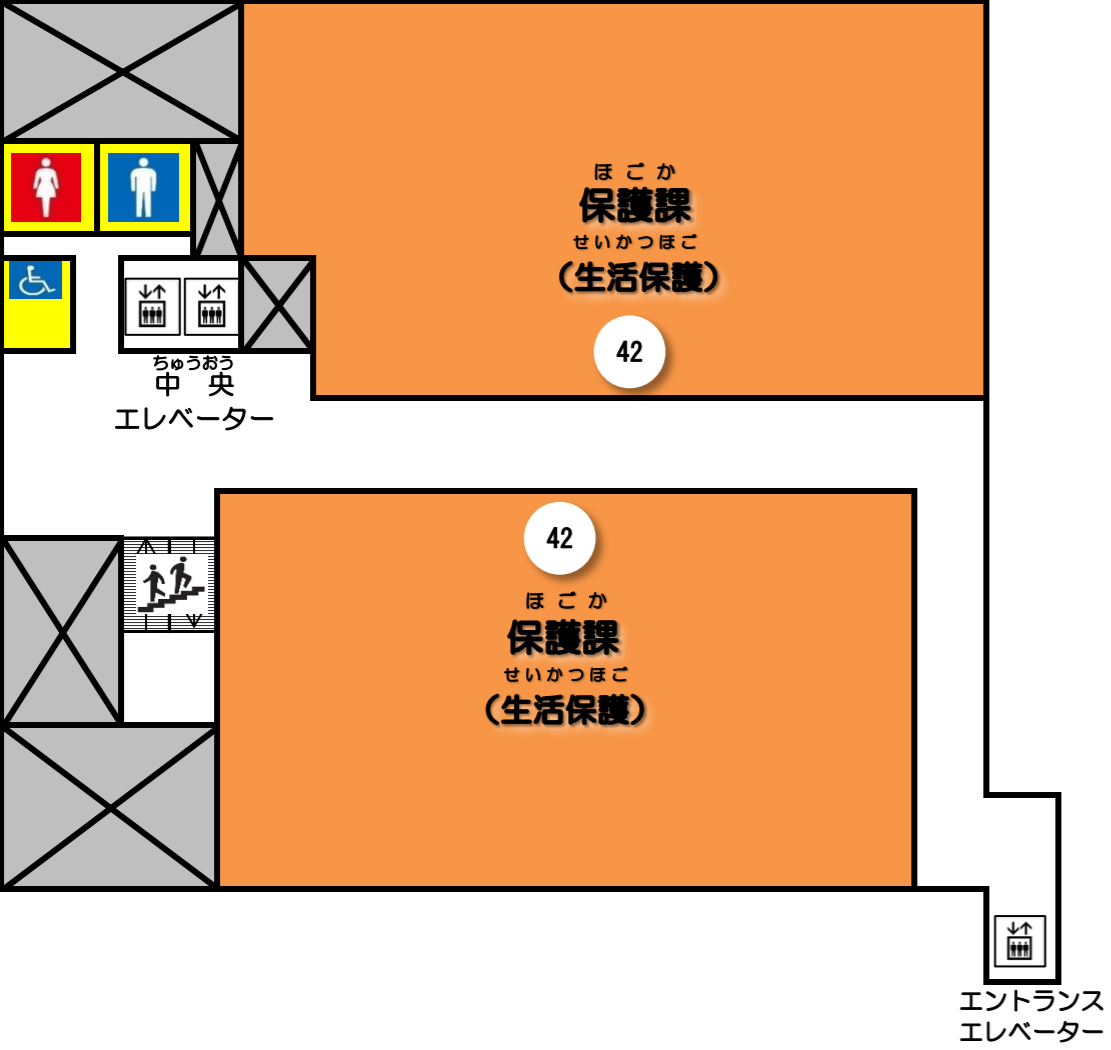 ほごか
保護課
せいかつほご
（生活保護）
42
ちゅうおう
中　央
エレベーター
42
ほごか
保護課
せいかつほご
（生活保護）
エントランス
エレベーター